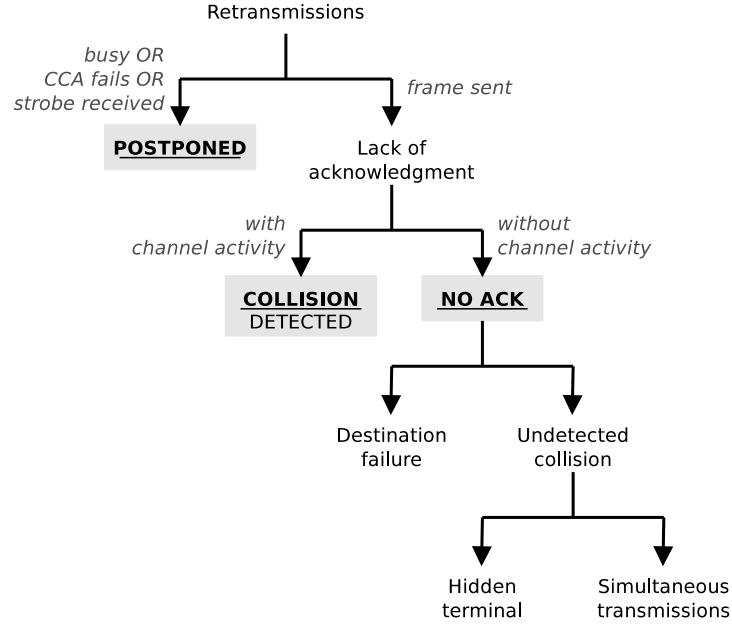 Retransmissions
busy OR
CCA fails OR
strobe received
frame sent
POSTPONED
Lack of
acknowledgment
with
channel activity
without
channel activity
COLLISION
DETECTED
NO ACK
Destination
failure
Undetected
collision
Hidden
terminal
Simultaneous
transmissions